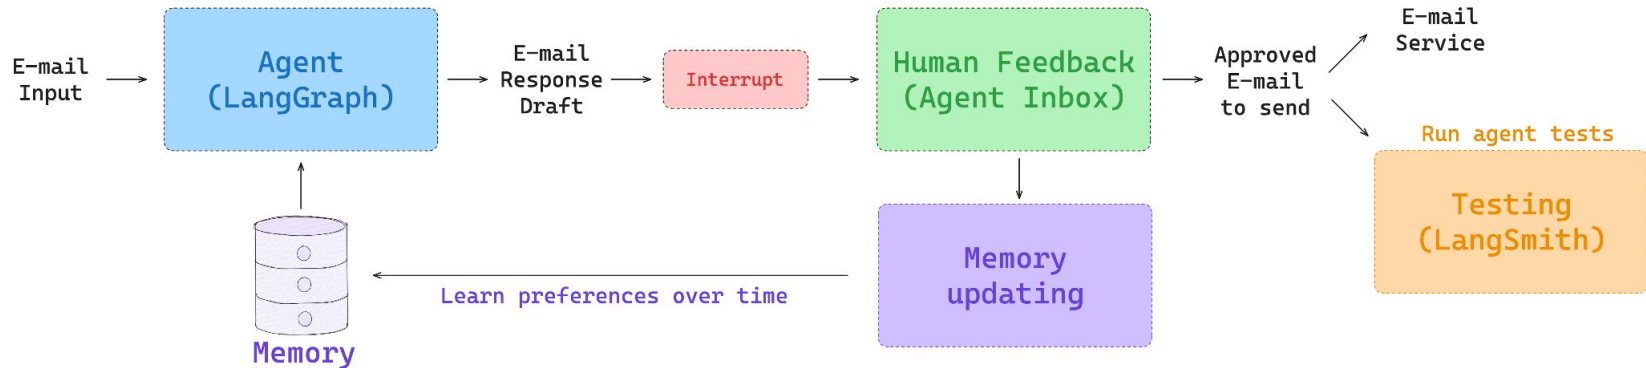 E-mail
Input
Agent
(LangGraph)
E-mail
Response
Draft
Interrupt
Human Feedback
(Agent Inbox)
Approved
E-mail
to send
E-mail
Service
Run agent tests
Testing
(LangSmith)
Memory
updating
Learn preferences over time
Memory